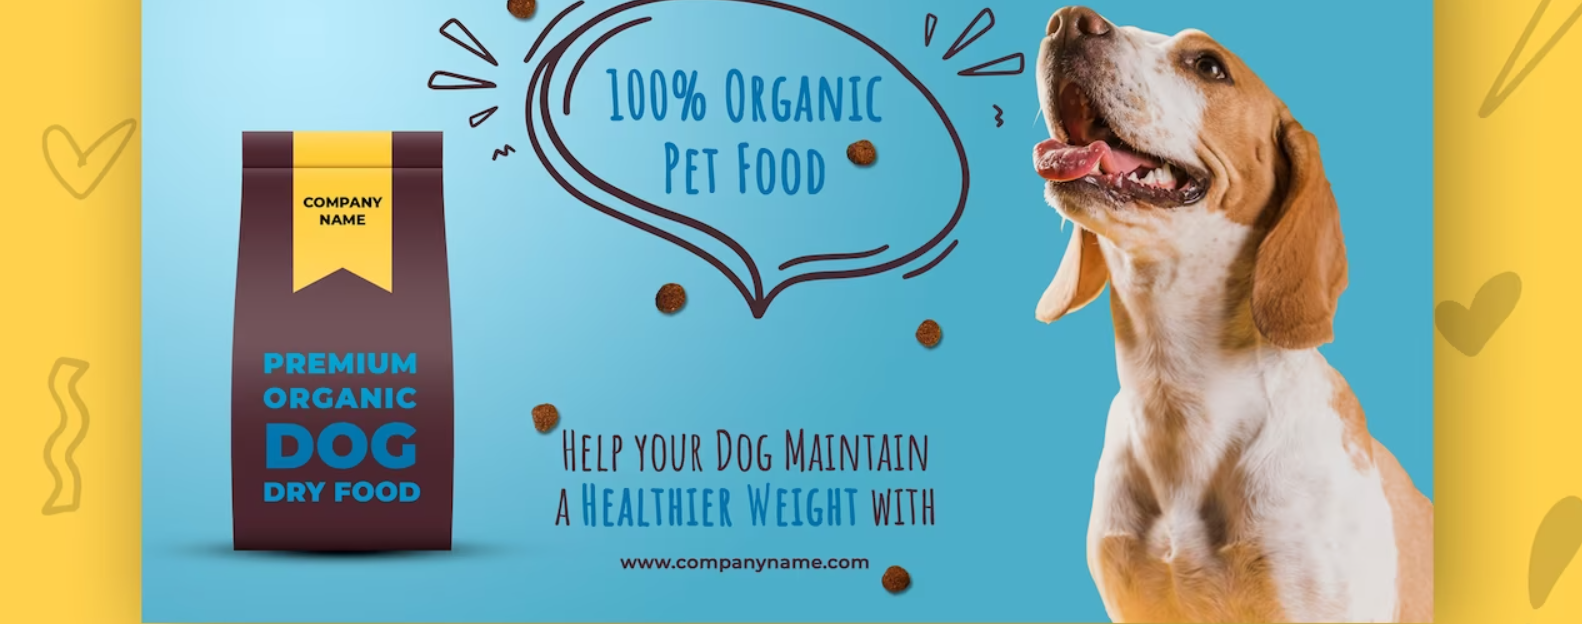 100% Organic
Pet Food
COMPANY
NAME
PREMIUM
ORGANIC
DOG
DRY FOOD
Help your Dog Maintain
a Healthier Weight with
www.companyname.com